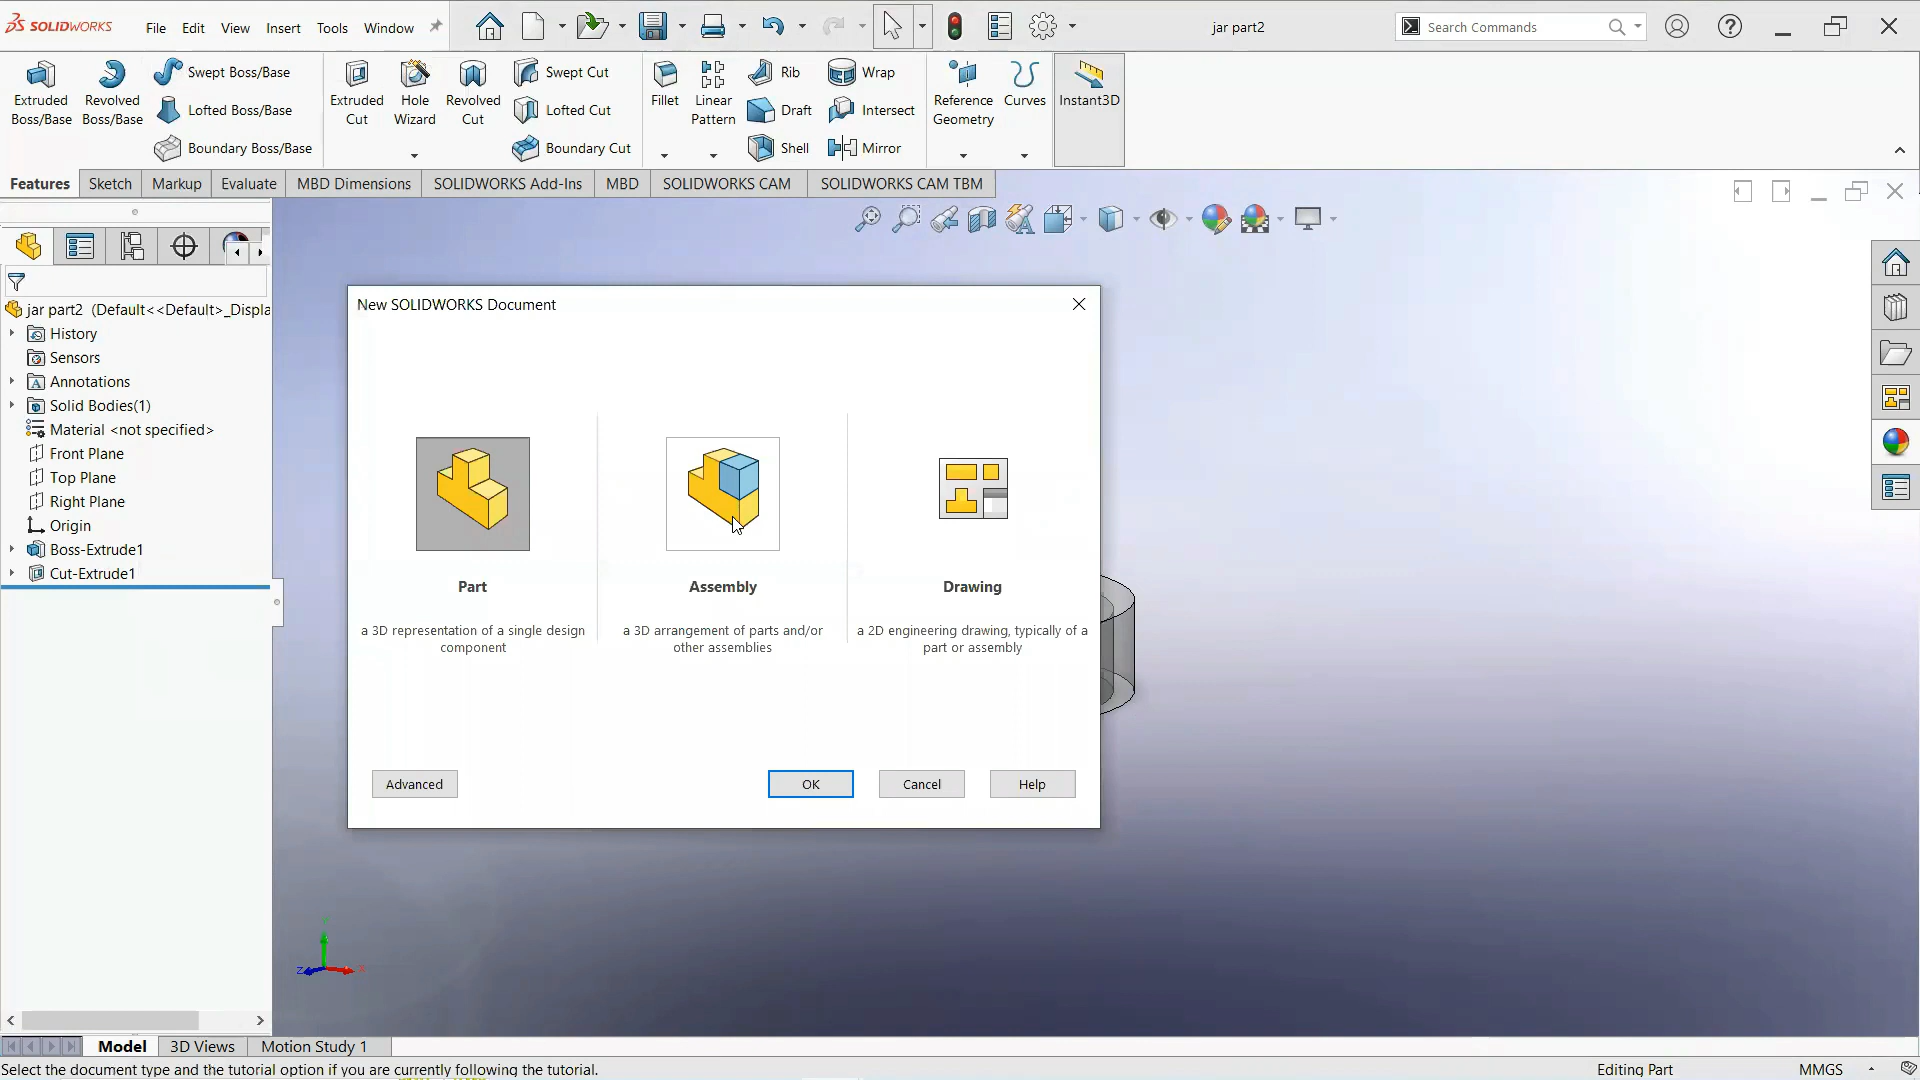 SOLIDWORKS File Edit View Insert Tools Window jar part2 Search Commands
Extruded Boss/Base
Revolved Boss/Base
Swept Boss/Base
Lofted Boss/Base
Boundary Boss/Base
Extruded Cut
Hole Wizard
Revolved Cut
Swept Cut
Lofted Cut
Boundary Cut
Fillet
Linear Pattern
Rib
Draft
Shell
Wrap
Intersect
Mirror
Reference Geometry
Curves
Instant3D
Features Sketch Markup Evaluate MBD Dimensions SOLIDWORKS Add-Ins MBD SOLIDWORKS CAM SOLIDWORKS CAM TBM
jar part2 (Default<<Default>_Displa
History
Sensors
Annotations
Solid Bodies(1)
Material <not specified>
Front Plane
Top Plane
Right Plane
Origin
Boss-Extrude1
Cut-Extrude1
New SOLIDWORKS Document
Part
a 3D representation of a single design
component
Assembly
a 3D arrangement of parts and/or
other assemblies
Drawing
a 2D engineering drawing, typically of a
part or assembly
Advanced OK Cancel Help
Z
Model 3D Views Motion Study 1
Select the document type and the tutorial option if you are currently following the tutorial. Editing Part MMGS